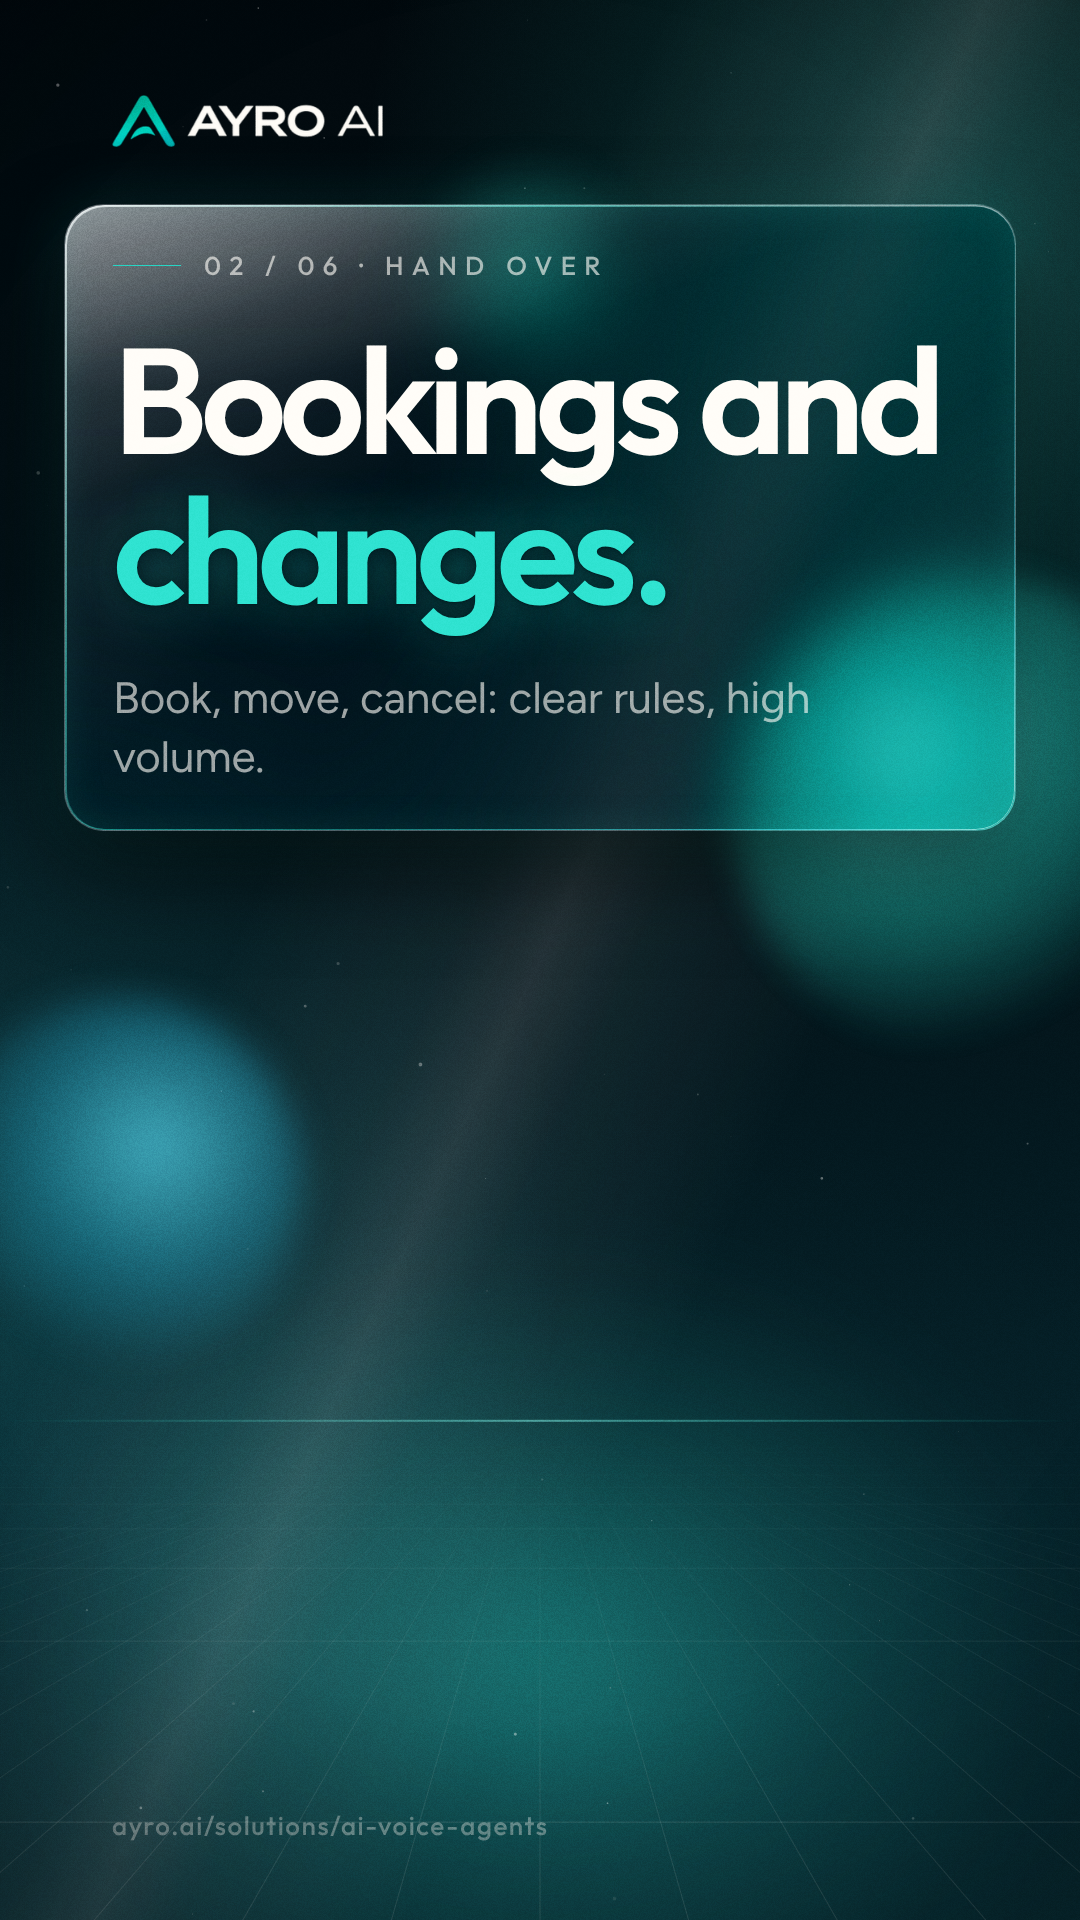 AYRO AI
02 / 06 · HAND OVER
Bookings and
changes.
Book, move, cancel: clear rules, high
volume.
ayro.ai/solutions/ai-voice-agents